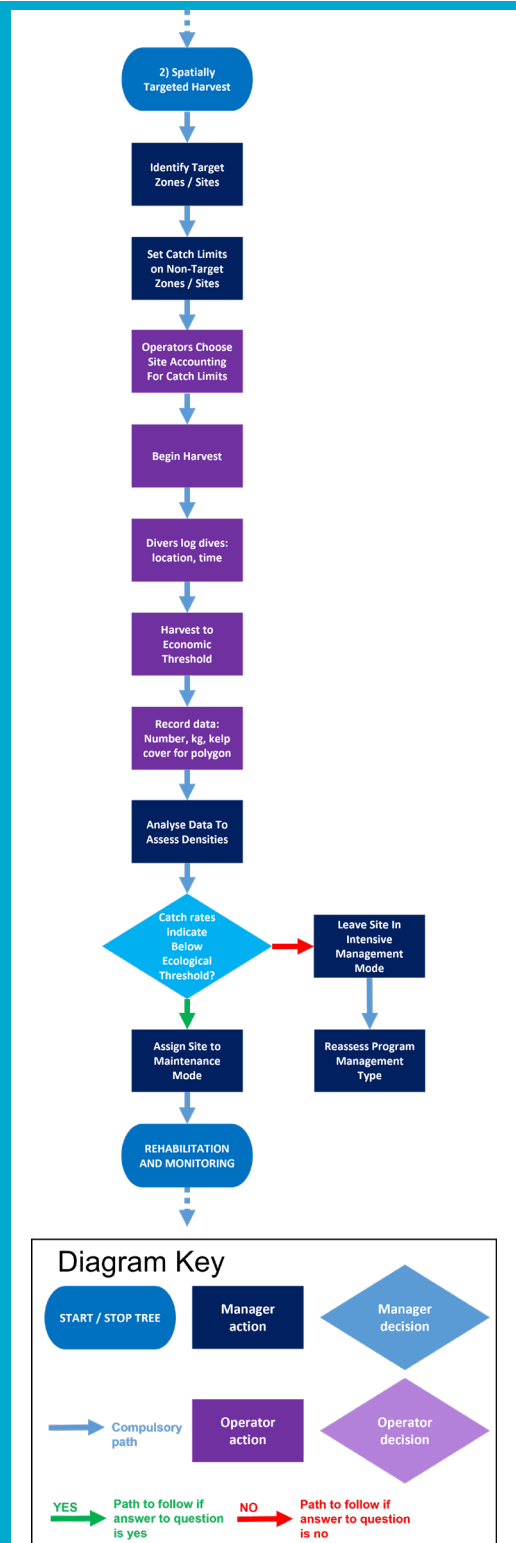 2) Spatially
Targeted Harvest
Identify Target
Zones / Sites
Set Catch Limits
on Non-Target
Zones / Sites
Operators Choose
Site Accounting
For Catch Limits
Begin Harvest
Divers log dives:
location, time
Harvest to
Economic
Threshold
Record data:
Number, kg, kelp
cover for polygon
Analyse Data To
Assess Densities
Catch rates
indicate
Below
Ecological
Threshold?
Leave Site In
Intensive
Management
Mode
Assign Site to
Maintenance
Mode
Reassess Program
Management
Type
REHABILITATION
AND MONITORING
Diagram Key
START / STOP TREE
Manager
action
Manager
decision
Compulsory
path
Operator
action
Operator
decision
YES
Path to follow if
answer to question
is yes
NO
Path to follow if
answer to question
is no